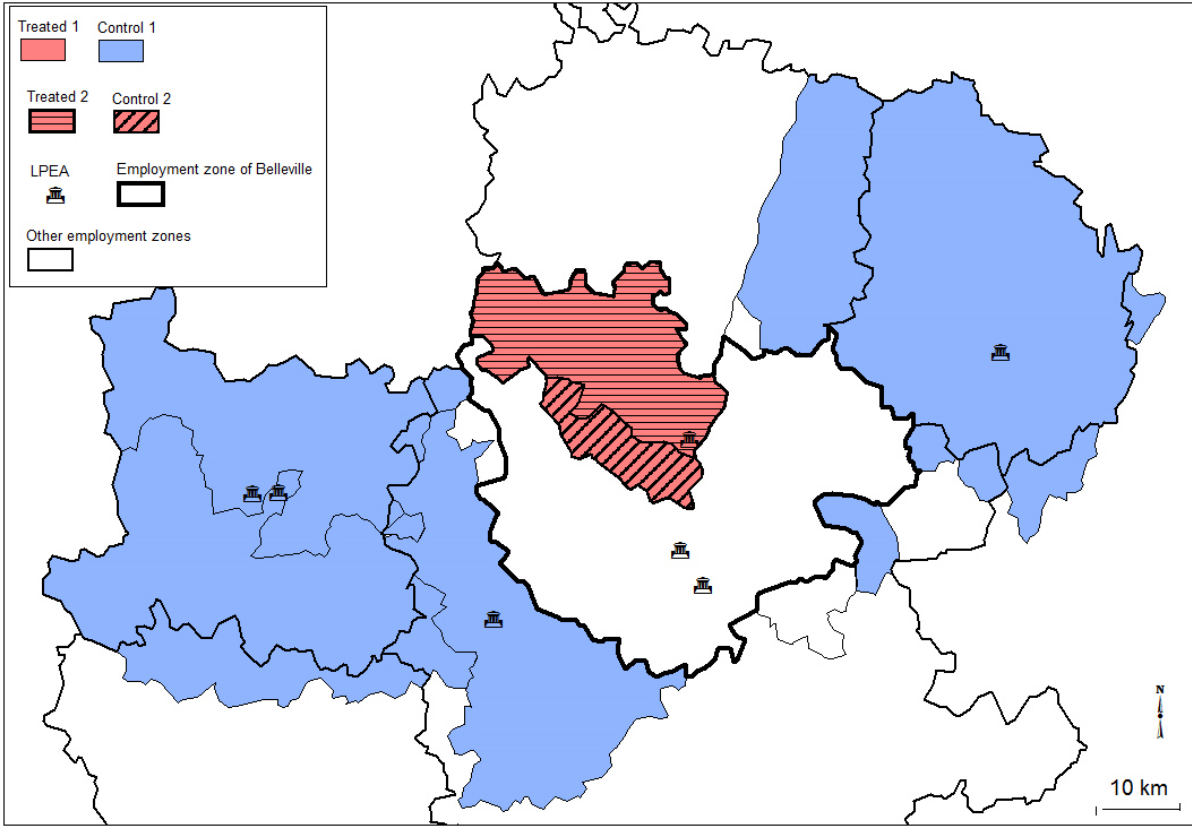 Treated 1 Control 1
Treated 2 Control 2
LPEA Employment zone of Belleville
Other employment zones
N
10 km